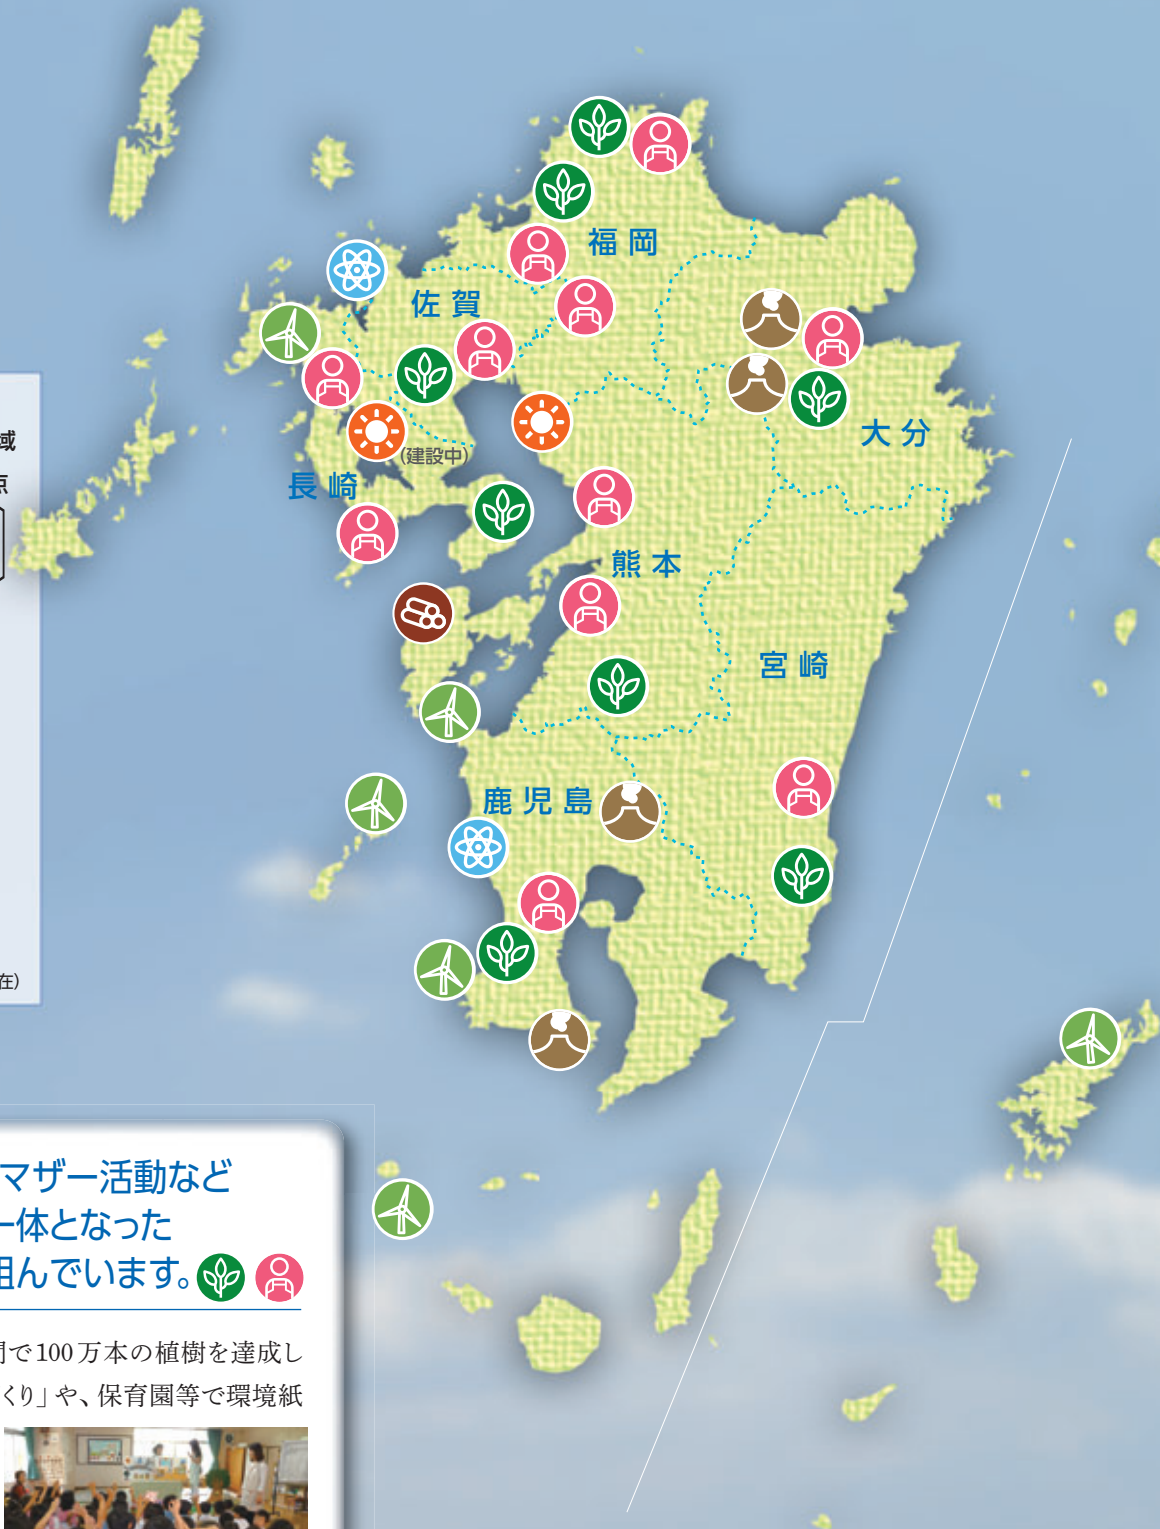 福岡
佐賀
域
大分
(建設中)
点
長崎
熊本
宮崎
鹿児島
在)
マザー活動など
一体となった
組んでいます。
間で100万本の植樹を達成し
くり」や、保育園等で環境紙